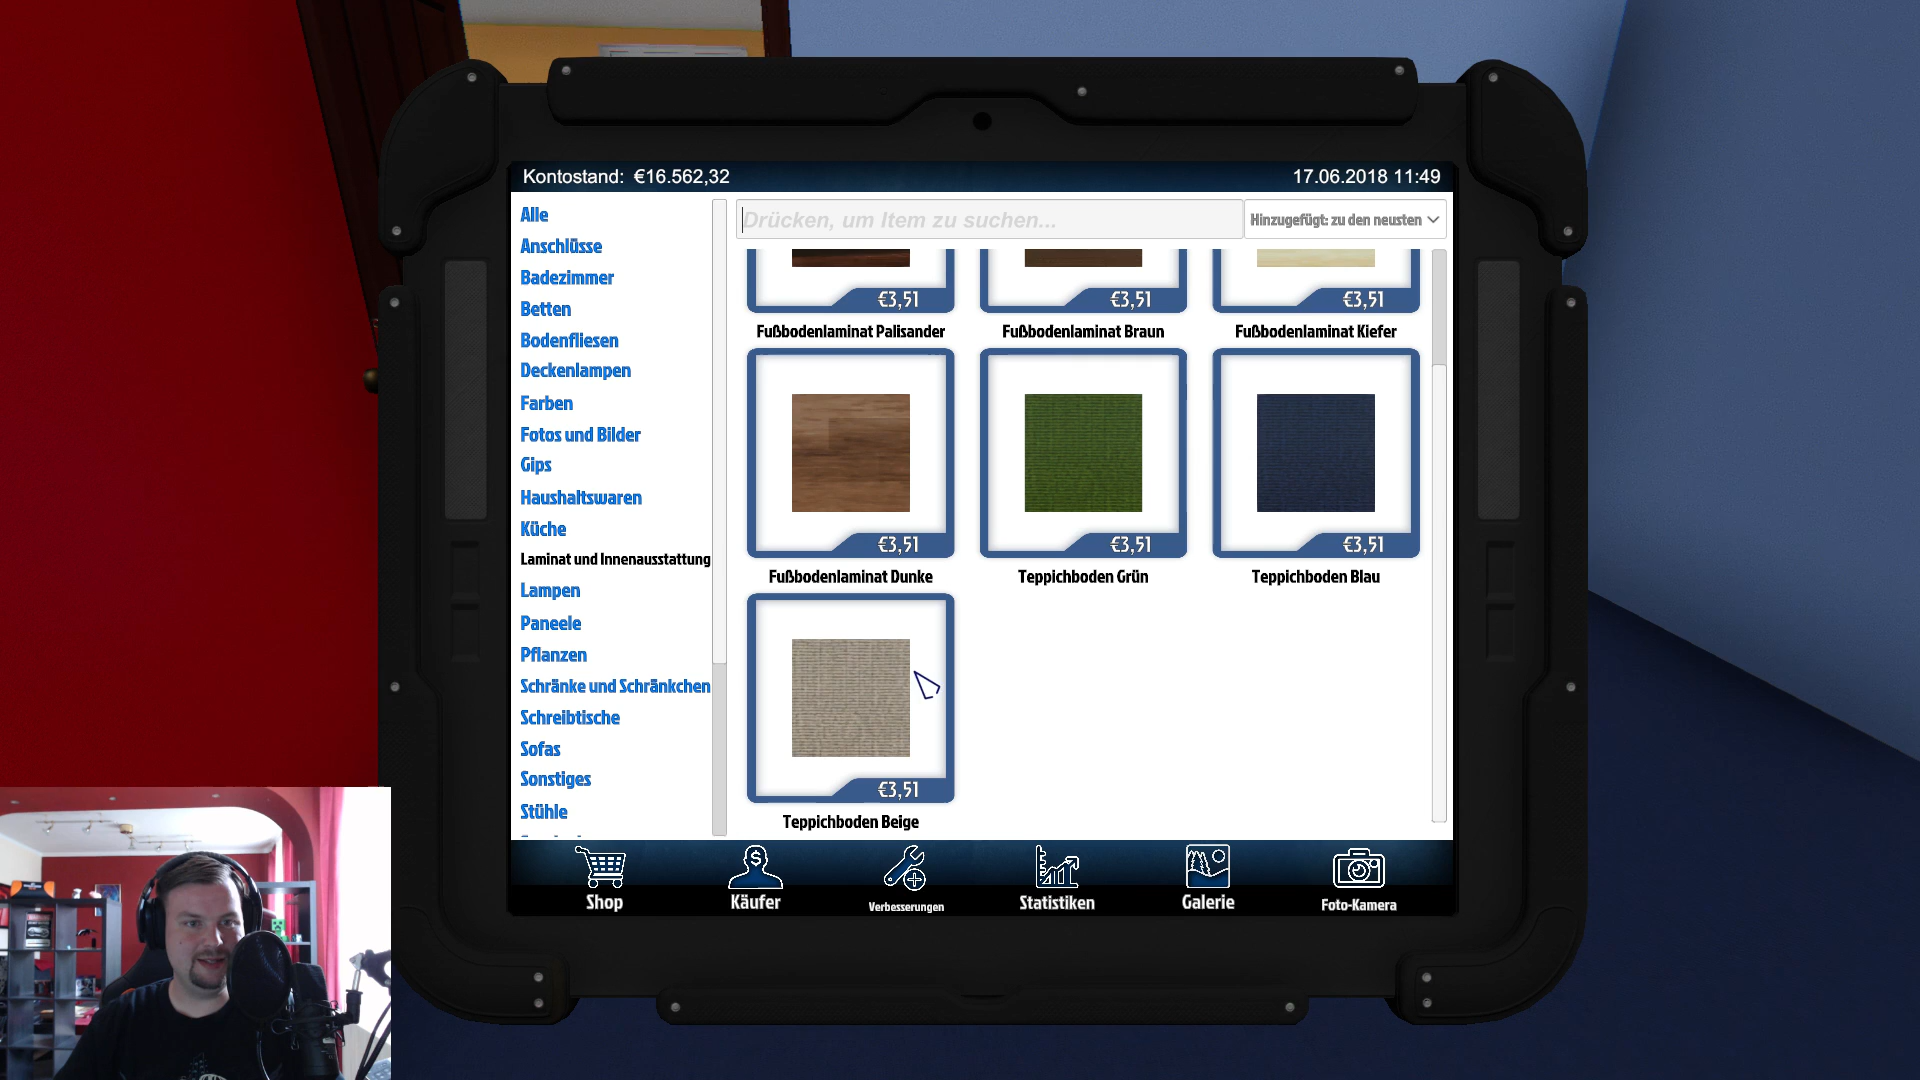 Kontostand: €16.562,32
17.06.2018 11:49
Drücken, um Item zu suchen...
Hinzugefügt: zu den neusten
Alle
Anschlüsse
Badezimmer
Betten
Bodenfliesen
Deckenlampen
Farben
Fotos und Bilder
Gips
Haushaltswaren
Küche
Laminat und Innenausstattung
Lampen
Paneele
Pflanzen
Schränke und Schränkchen
Schreibtische
Sofas
Sonstiges
Stühle
€3,51
€3,51
€3,51
Fußbodenlaminat Palisander
Fußbodenlaminat Braun
Fußbodenlaminat Kiefer
€3,51
€3,51
€3,51
Fußbodenlaminat Dunke
Teppichboden Grün
Teppichboden Blau
€3,51
Teppichboden Beige
Shop
Käufer
Verbesserungen
Statistiken
Galerie
Foto-Kamera